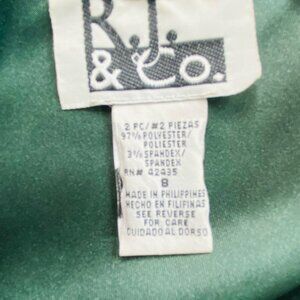 R.J.
& Co.
2 PC/#2 PIEZAS
97% POLYESTER/
POLIESTER
3% SPANDEX/
SPANDEX
RN# 42435
8
MADE IN PHILIPPINES
HECHO EN FILIPINAS
SEE REVERSE
FOR CARE
CUIDADO AL DORSO